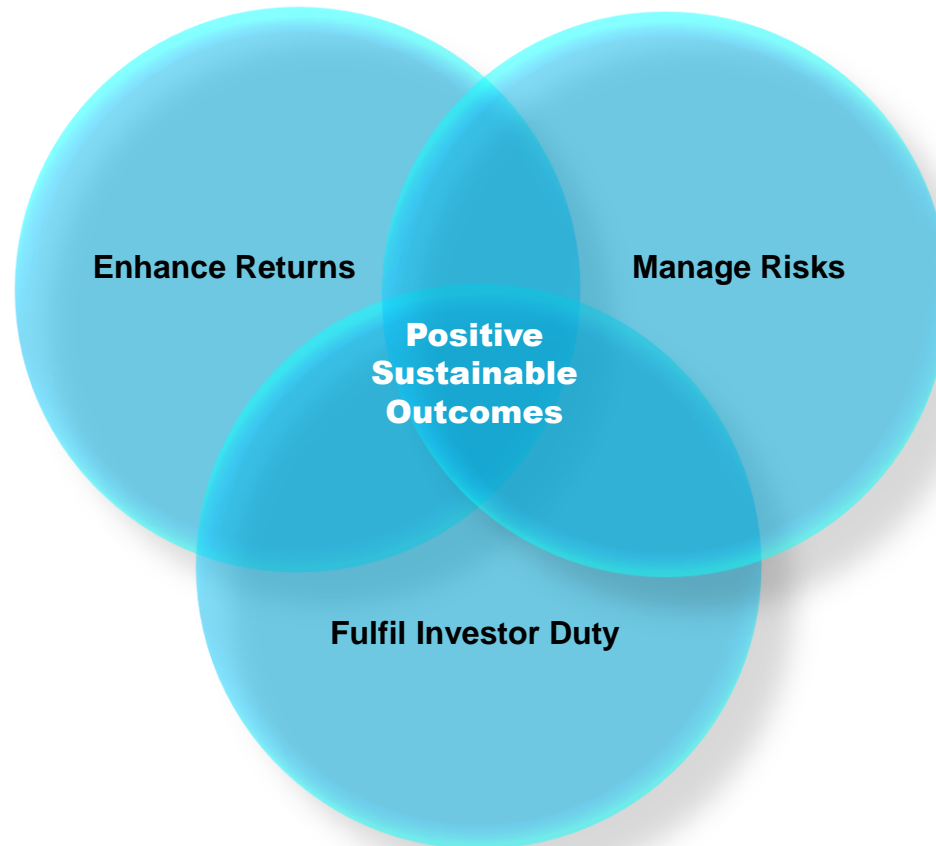 Enhance Returns
Manage Risks
Positive
Sustainable
Outcomes
Fulfil Investor Duty